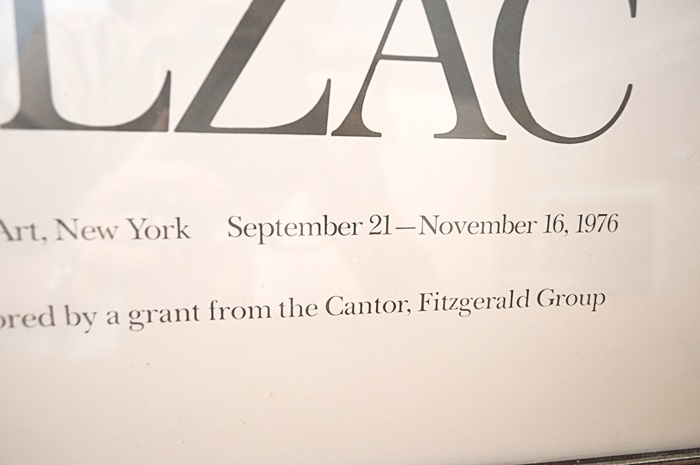 LZAC
Art, New York September 21—November 16, 1976
ored by a grant from the Cantor, Fitzgerald Group